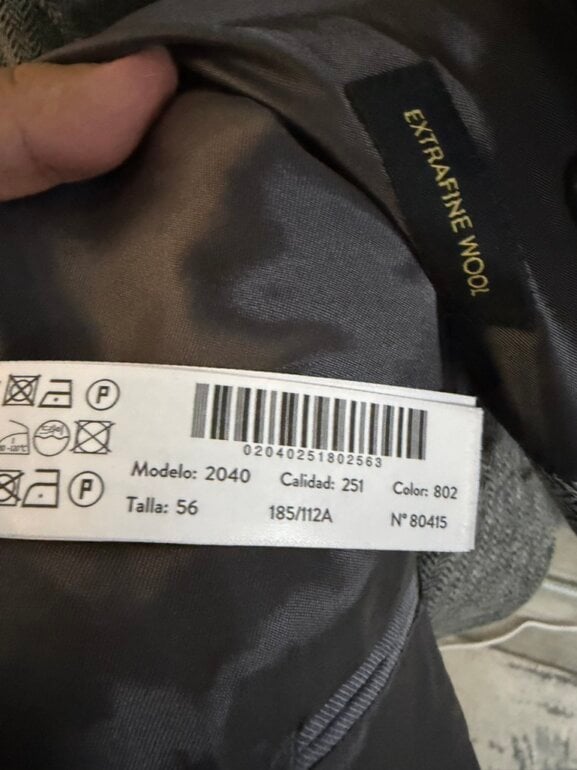 EXTRAFINE WOOL
P
02040251802563
Modelo: 2040 Calidad: 251 Color: 802
Talla: 56 185/112A Nº 80415
P